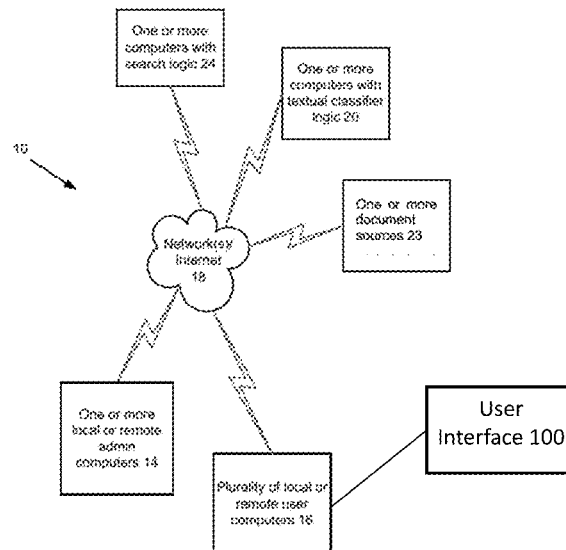 One or more
computers with
search logic 24
One or more
computers with
textual classifier
logic 20
10
One or more
document
sources 23
Network(s)/
Internet
18
One or more
local or remote
admin
computers 14
User
Interface 100
Plurality of local or
remote user
computers 16